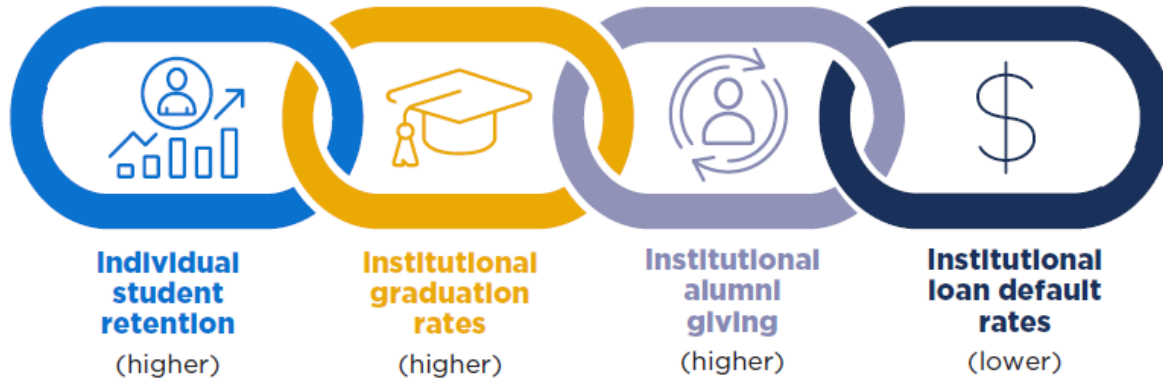 Individual
student
retention
(higher)
Institutional
graduation
rates
(higher)
Institutional
alumni
giving
(higher)
Institutional
loan default
rates
(lower)
$